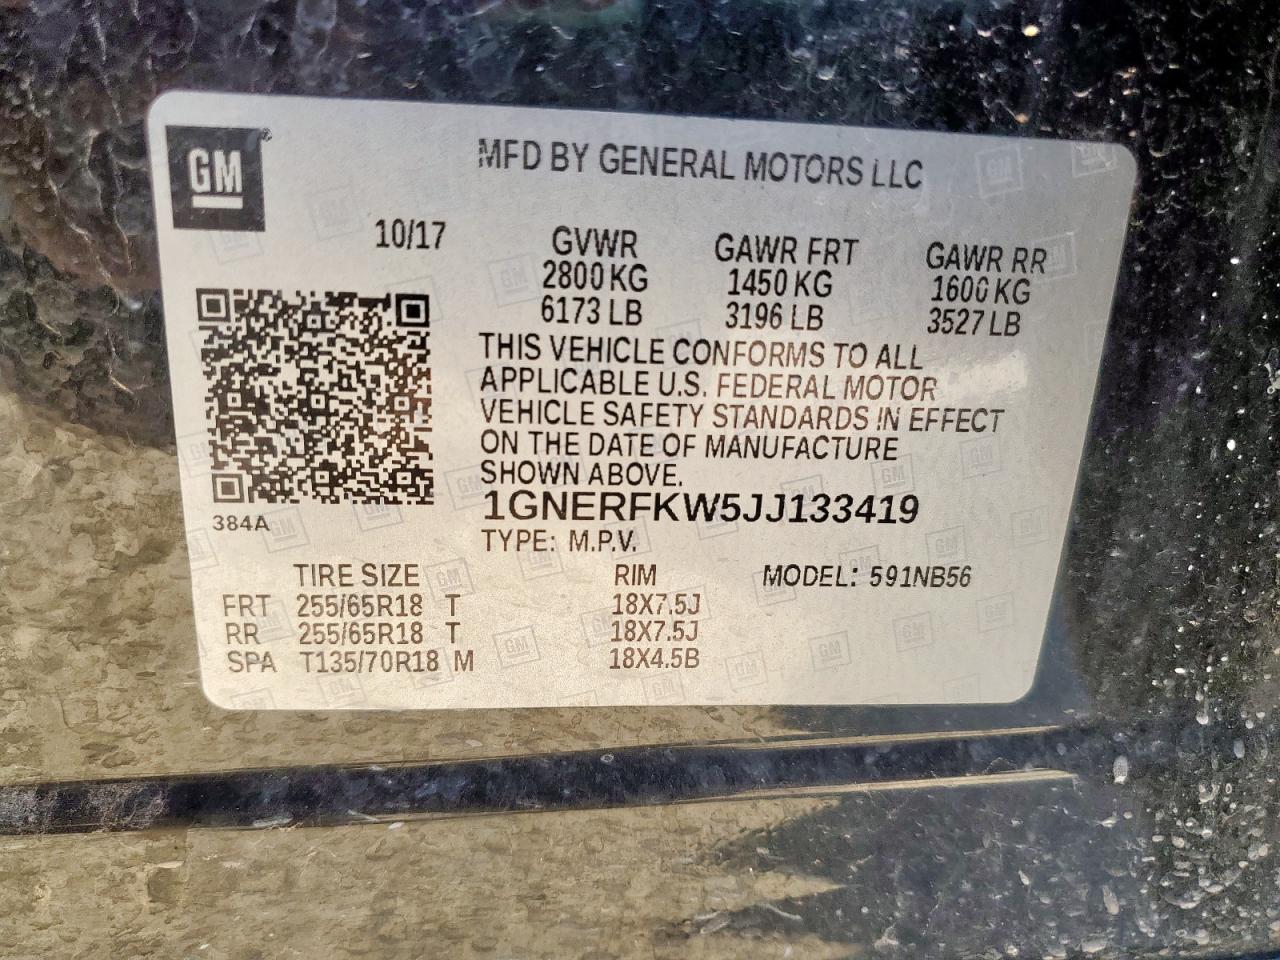 GM
MFD BY GENERAL MOTORS LLC
10/17
GVWR GAWR FRT GAWR RR
2800 KG 1450 KG 1600 KG
6173 LB 3196 LB 3527 LB
THIS VEHICLE CONFORMS TO ALL
APPLICABLE U.S. FEDERAL MOTOR
VEHICLE SAFETY STANDARDS IN EFFECT
ON THE DATE OF MANUFACTURE
SHOWN ABOVE.
1GNERFKW5JJ133419
384A
TYPE: M.P.V.
TIRE SIZE RIM MODEL: 591NB56
FRT 255/65R18 T 18X7.5J
RR 255/65R18 T 18X7.5J
SPA T135/70R18 M 18X4.5B